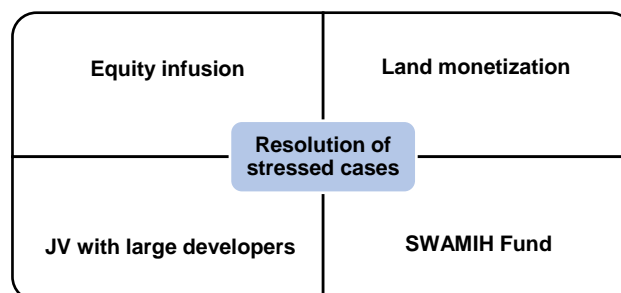 Equity infusion
Land monetization
Resolution of
stressed cases
JV with large developers
SWAMIH Fund